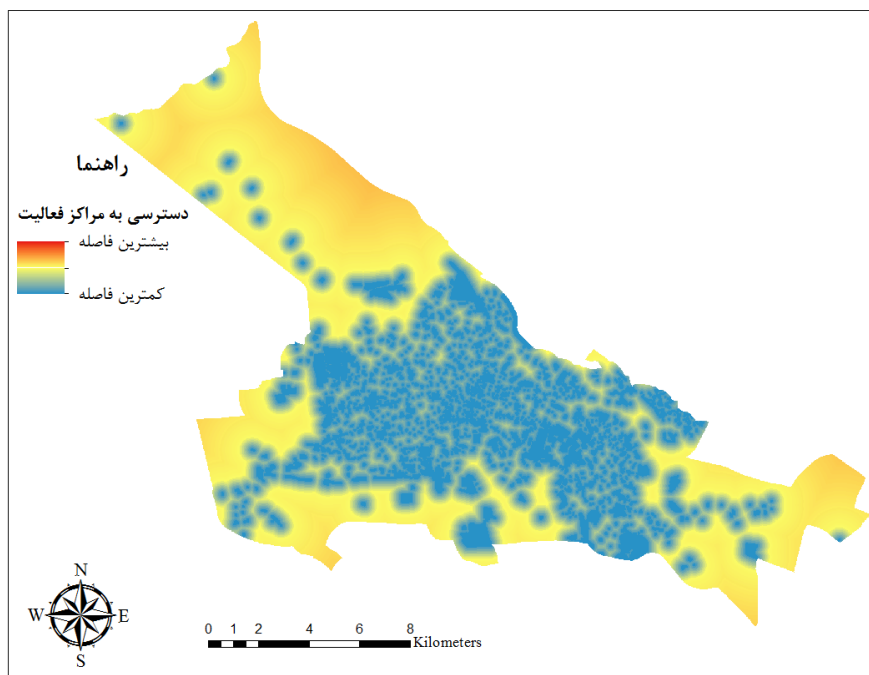 راهنما
دسترسی به مراکز فعالیت
بیشترین فاصله
کمترین فاصله
N
W E
S
0 1 2 4 6 8
Kilometers